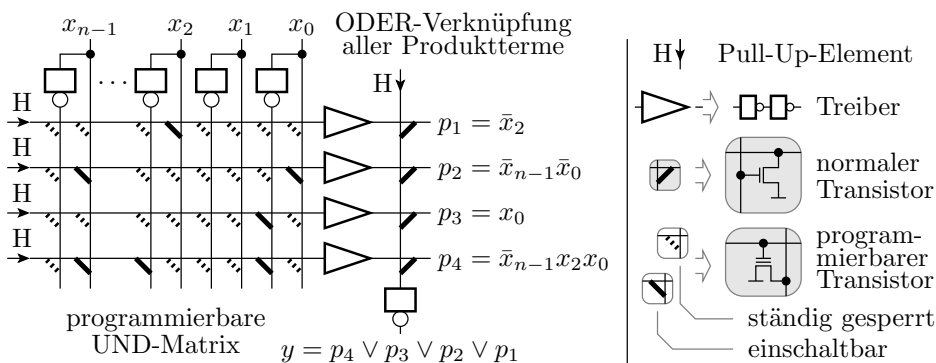 x_{n−1} x_2 x_1 x_0
ODER-Verknüpfung
aller Produktterme
H
· · ·
H
p_1 = x̄_2
H
p_2 = x̄_{n−1}x̄_0
H
p_3 = x_0
H
p_4 = x̄_{n−1}x_2x_0
programmierbare
UND-Matrix
y = p_4 ∨ p_3 ∨ p_2 ∨ p_1
H Pull-Up-Element
Treiber
normaler
Transistor
program-
mierbarer
Transistor
ständig gesperrt
einschaltbar